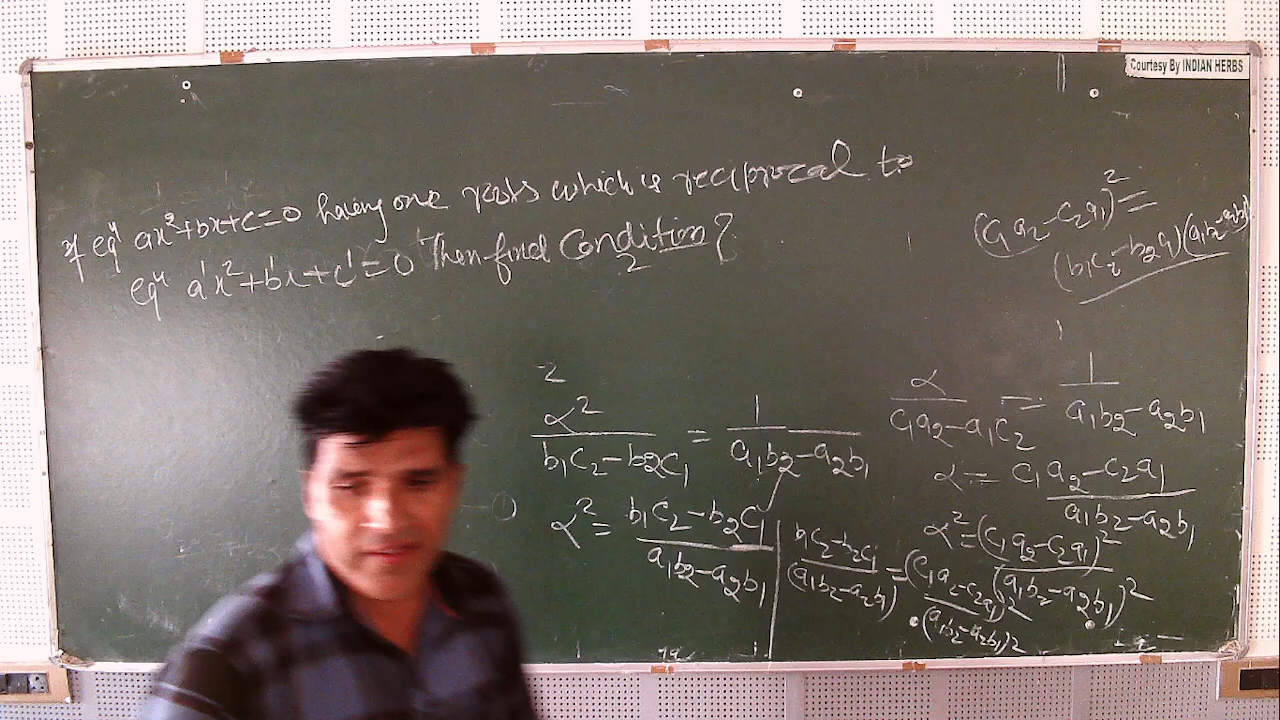 Courtesy By INDIAN HERBS
If eqⁿ ax²+bx+c=0 having one roots which is reciprocal to
eqⁿ a'x²+b'x+c'=0 Then find Condition?
2
(c₁a₂-c₂a₁)²=
(b₁c₂-b₂c₁)(a₁b₂-a₂b₁)
α²/(b₁c₂-b₂c₁) = 1/(a₁b₂-a₂b₁)
α²= (b₁c₂-b₂c₁)/(a₁b₂-a₂b₁)
α/(c₁a₂-a₁c₂) = 1/(a₁b₂-a₂b₁)
α= (c₁a₂-c₂a₁)/(a₁b₂-a₂b₁)
α²=(c₁a₂-c₂a₁)²/(a₁b₂-a₂b₁)²
(b₁c₂-b₂c₁)/(a₁b₂-a₂b₁) = (c₁a₂-c₂a₁)²/(a₁b₂-a₂b₁)²